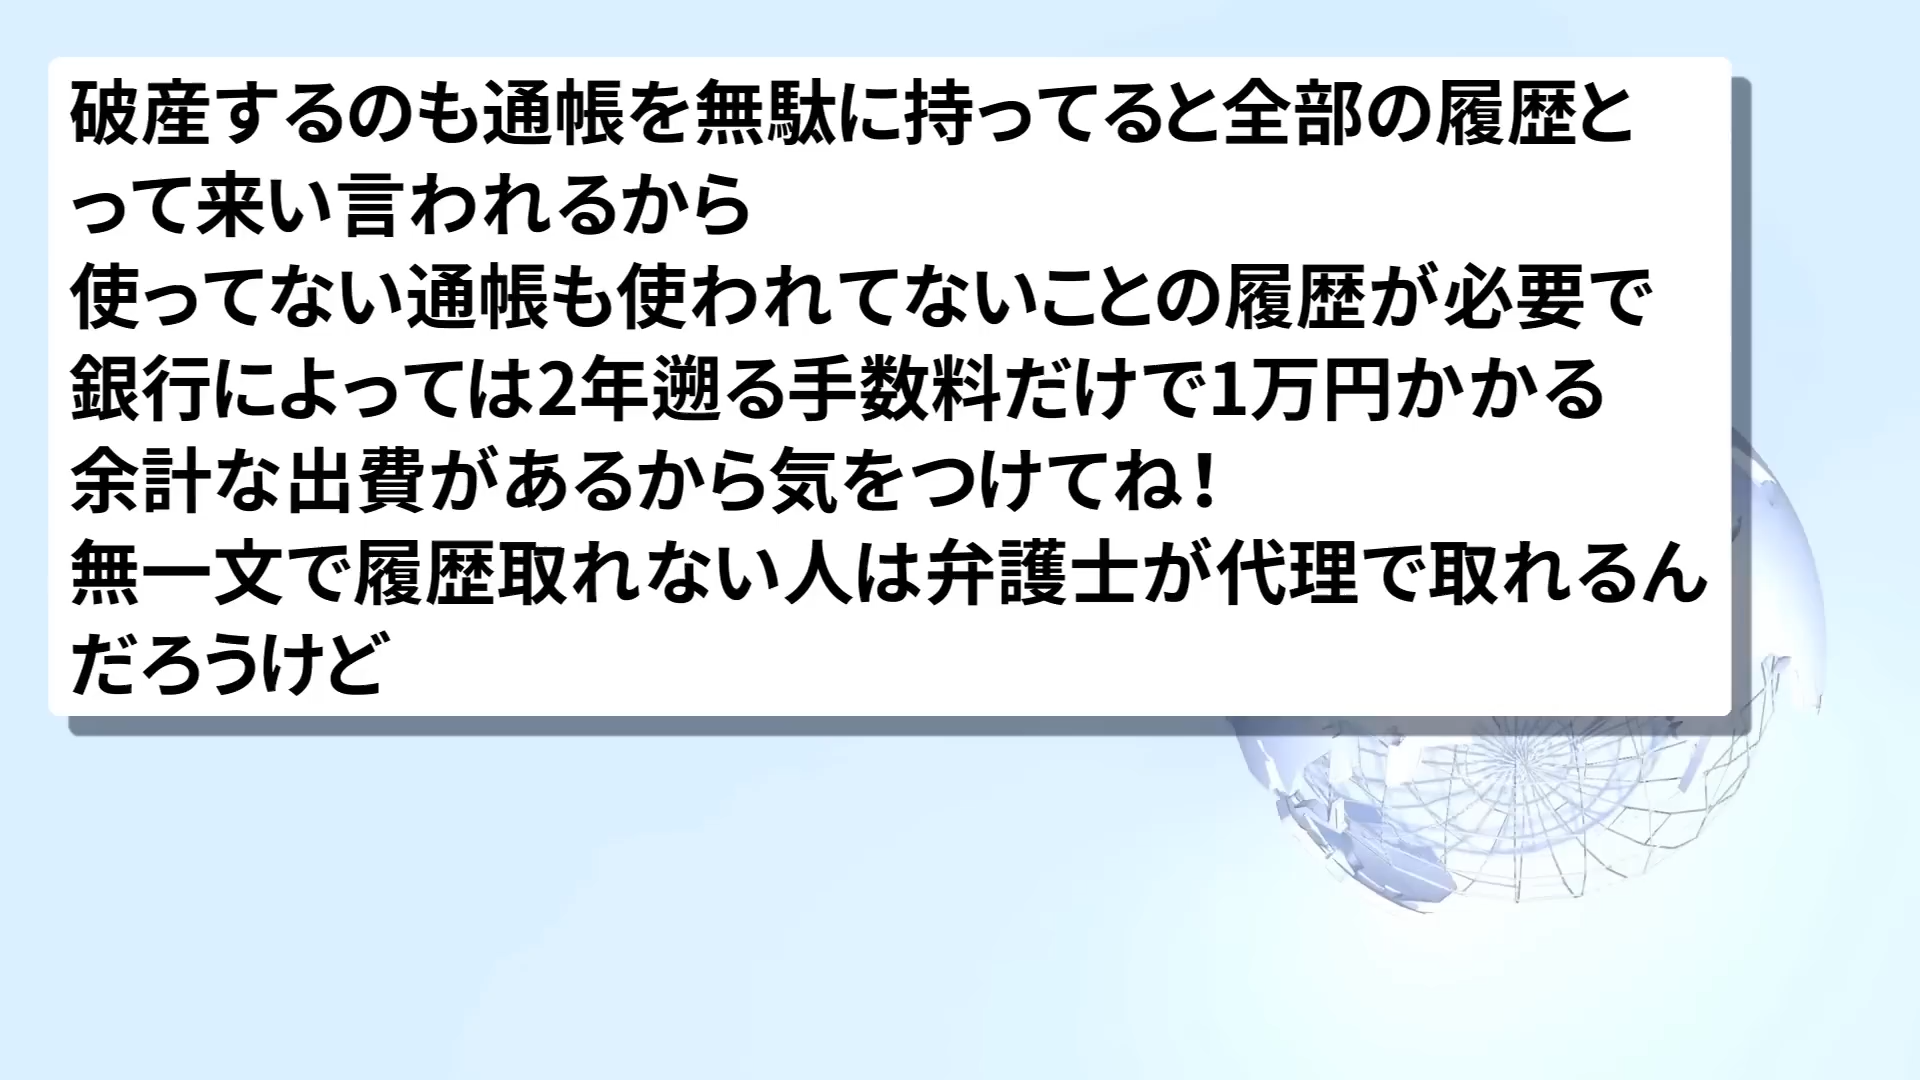 破産するのも通帳を無駄に持ってると全部の履歴と
って来い言われるから
使ってない通帳も使われてないことの履歴が必要で
銀行によっては2年遡る手数料だけで1万円かかる
余計な出費があるから気をつけてね！
無一文で履歴取れない人は弁護士が代理で取れるん
だろうけど